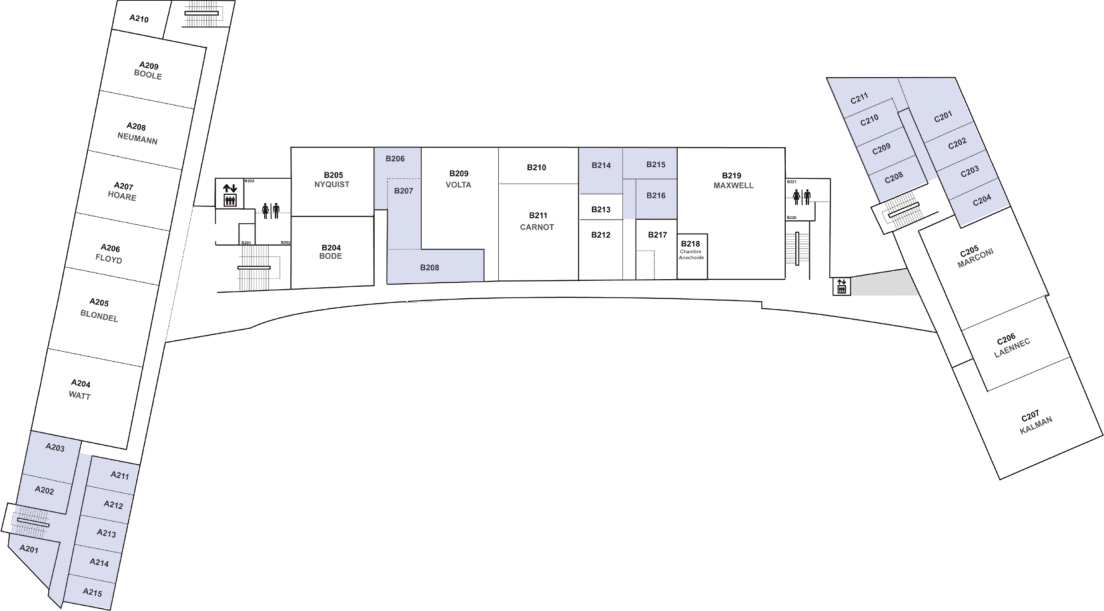 A210
A209
BOOLE
A208
NEUMANN
A207
HOARE
A206
FLOYD
A205
BLONDEL
A204
WATT
A203
A202
A201
A211
A212
A213
A214
A215
B203
B201
B202
B205
NYQUIST
B204
BODE
B206
B207
B208
B209
VOLTA
B210
B211
CARNOT
B214
B213
B212
B215
B216
B217
B218
Chambre
Anechoide
B219
MAXWELL
B221
B220
C211
C210
C209
C208
C201
C202
C203
C204
C205
MARCONI
C206
LAENNEC
C207
KALMAN